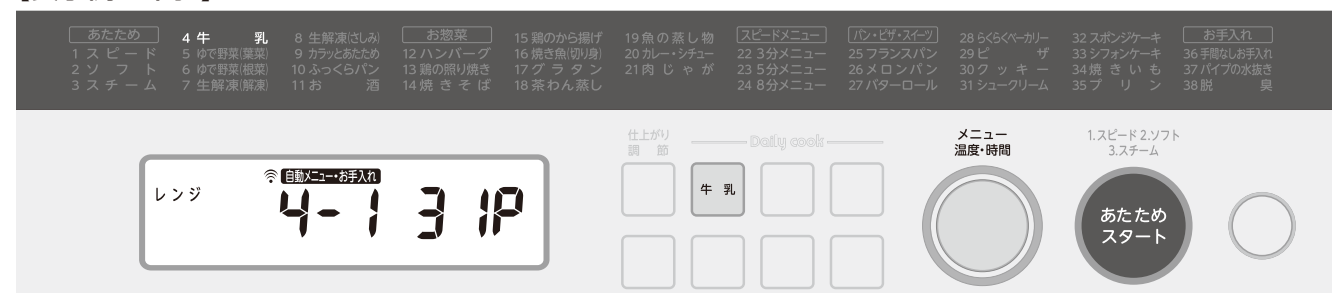 あたため
1 スピード
2 ソフト
3 スチーム
4 牛乳
5 ゆで野菜(葉菜)
6 ゆで野菜(根菜)
7 生解凍(解凍)
8 生解凍(さしみ)
9 カラッとあたため
10 ふっくらパン
11 お酒
お惣菜
12 ハンバーグ
13 鶏の照り焼き
14 焼きそば
15 鶏のから揚げ
16 焼き魚(切り身)
17 グラタン
18 茶わん蒸し
19 魚の蒸し物
20 カレー・シチュー
21 肉じゃが
スピードメニュー
22 3分メニュー
23 5分メニュー
24 8分メニュー
パン・ピザ・スイーツ
25 フランスパン
26 メロンパン
27 バターロール
28 らくらくベーカリー
29 ピザ
30 クッキー
31 シュークリーム
32 スポンジケーキ
33 シフォンケーキ
34 焼きいも
35 プリン
お手入れ
36 手間なしお手入れ
37 パイプの水抜き
38 脱臭
レンジ
自動メニュー・お手入れ
4-1 31P
仕上がり
調節
Daily cook
牛乳
メニュー
温度・時間
1.スピード 2.ソフト
3.スチーム
あたため
スタート